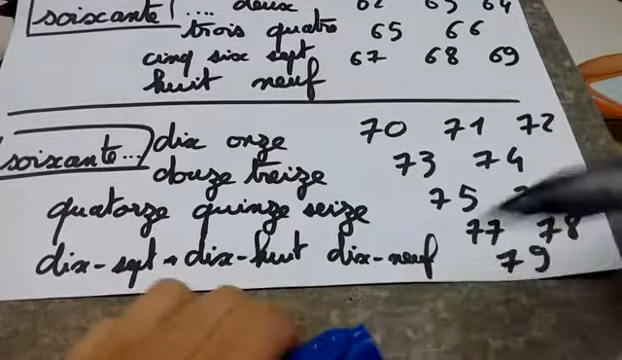 soixante .... deux 62 63 64
trois quatre 65 66
cinq six sept 67 68 69
huit neuf
soixante... dix onze 70 71 72
douze treize 73 74
quatorze quinze seize 75
dix-sept dix-huit dix-neuf 77 78
79